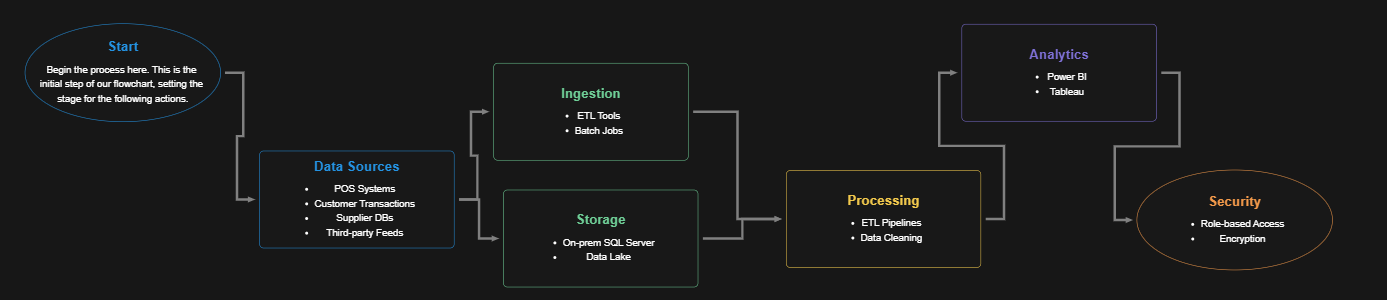 Start
Begin the process here. This is the
initial step of our flowchart, setting the
stage for the following actions.
Data Sources
• POS Systems
• Customer Transactions
• Supplier DBs
• Third-party Feeds
Ingestion
• ETL Tools
• Batch Jobs
Storage
• On-prem SQL Server
• Data Lake
Processing
• ETL Pipelines
• Data Cleaning
Analytics
• Power BI
• Tableau
Security
• Role-based Access
• Encryption